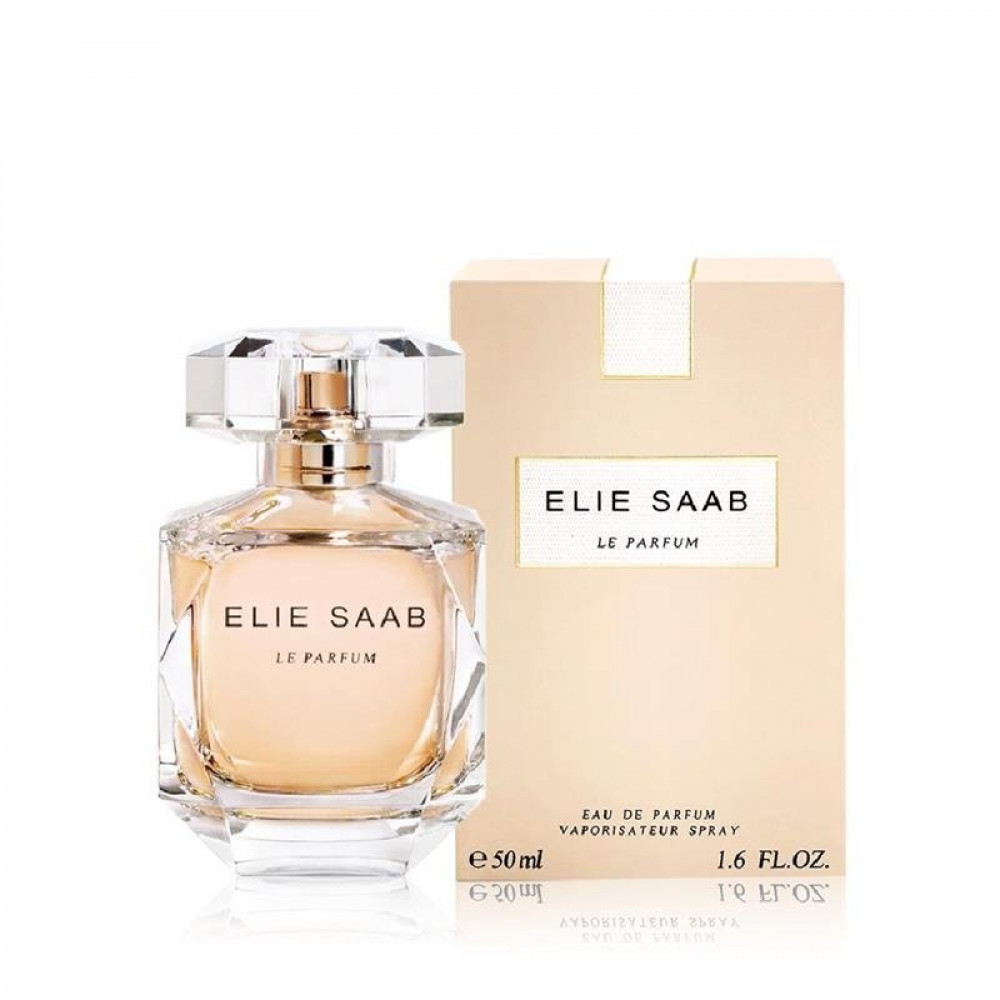 ELIE SAAB
LE PARFUM
ELIE SAAB
LE PARFUM
EAU DE PARFUM
VAPORISATEUR SPRAY
e 50 ml
1.6 FL.OZ.